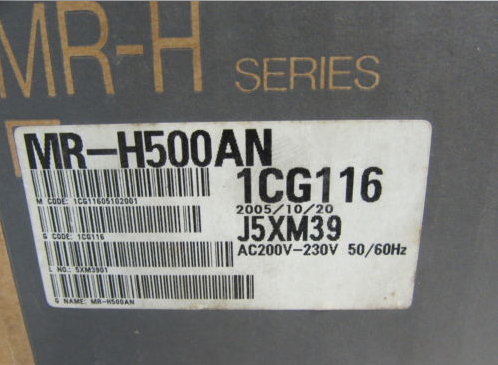 MR-H SERIES
MR-H500AN
1CG116
M CODE: 1CG11605102001
2005/10/20
J5XM39
G CODE: 1CG116
AC200V-230V 50/60Hz
L NO.: 5XM3901
G NAME: MR-H500AN